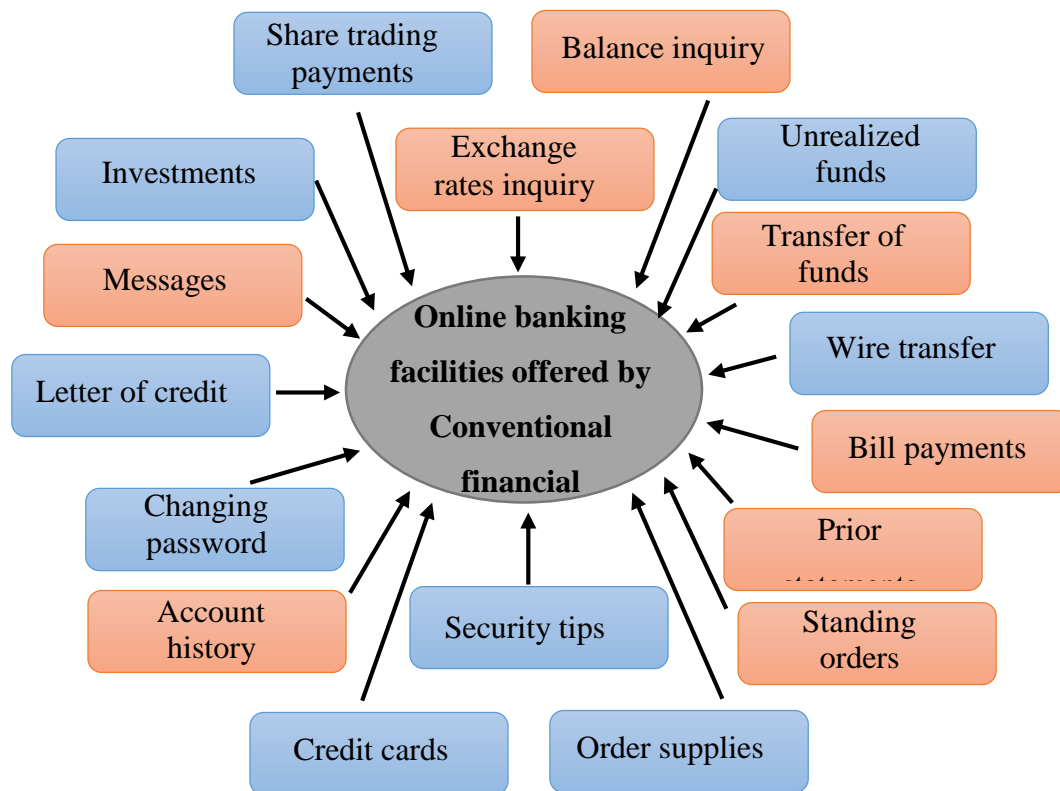 Share trading
payments
Balance inquiry
Exchange
rates inquiry
Unrealized
funds
Investments
Transfer of
funds
Messages
Online banking
facilities offered by
Conventional
financial
Wire transfer
Letter of credit
Bill payments
Changing
password
Prior
statements
Account
history
Security tips
Standing
orders
Credit cards
Order supplies